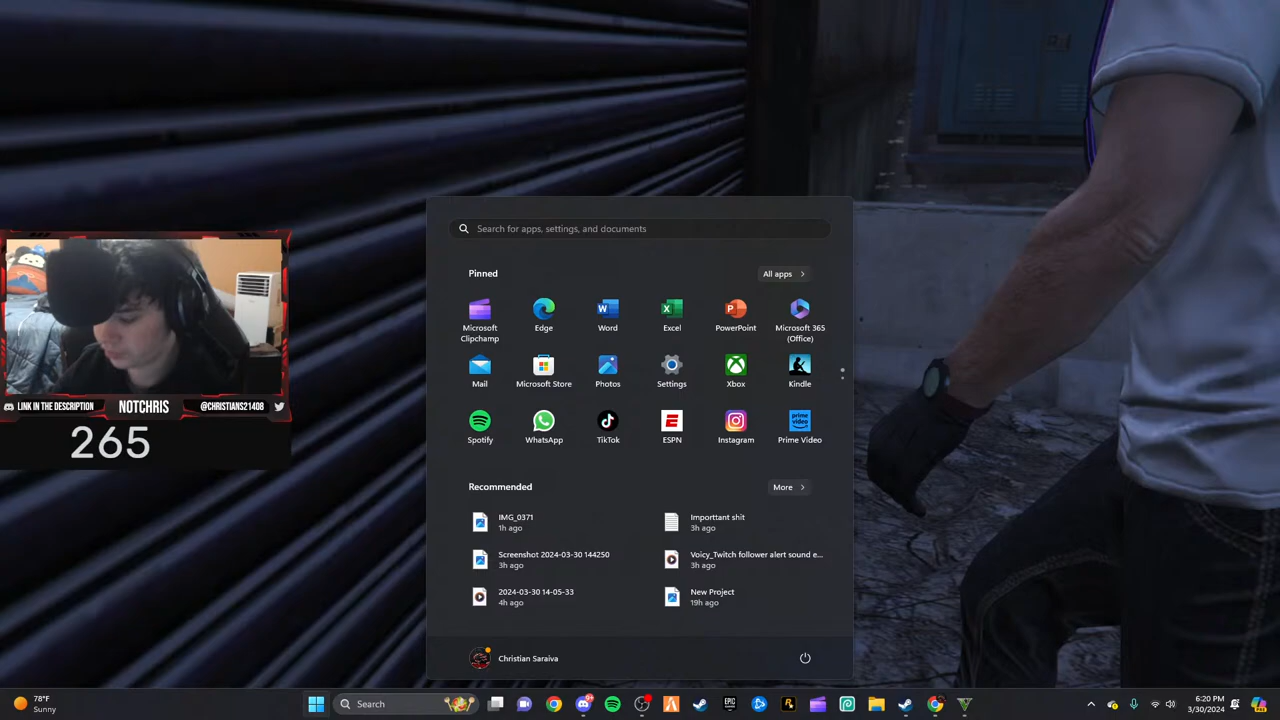 Search for apps, settings, and documents
Pinned
All apps
Microsoft Clipchamp
Edge
Word
Excel
PowerPoint
Microsoft 365 (Office)
Mail
Microsoft Store
Photos
Settings
Xbox
Kindle
Spotify
WhatsApp
TikTok
ESPN
Instagram
prime video
Prime Video
Recommended
More
IMG_0371
1h ago
Importtant shit
3h ago
Screenshot 2024-03-30 144250
3h ago
Voicy_Twitch follower alert sound e...
3h ago
2024-03-30 14-05-33
4h ago
New Project
19h ago
Christian Saraiva
LINK IN THE DESCRIPTION
NOTCHRIS
@CHRISTIANS21408
265
78°F
Sunny
Search
EPIC
6:20 PM
3/30/2024